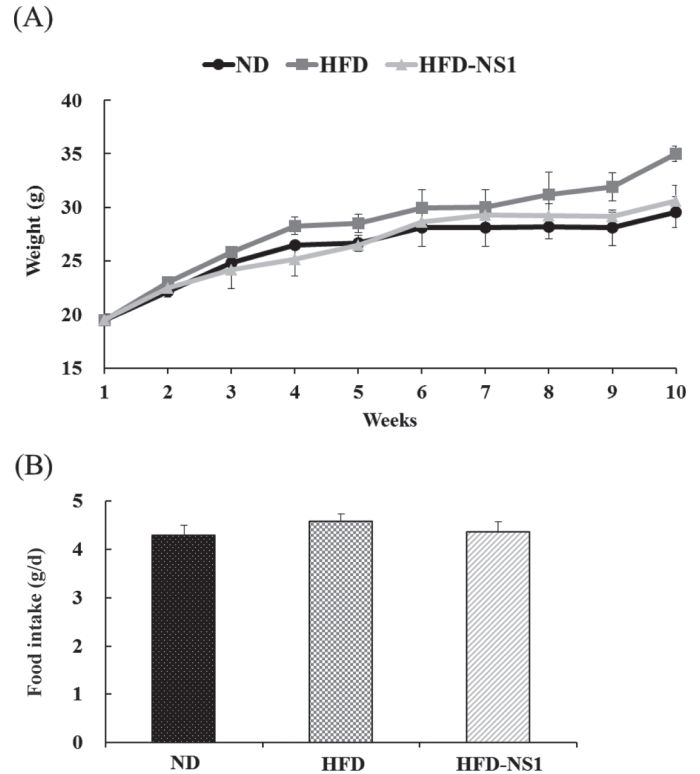 (A)
ND HFD HFD-NS1
40
35
30
25
20
15
Weight (g)
1 2 3 4 5 6 7 8 9 10
Weeks
(B)
5
4
3
2
1
0
Food intake (g/d)
ND HFD HFD-NS1